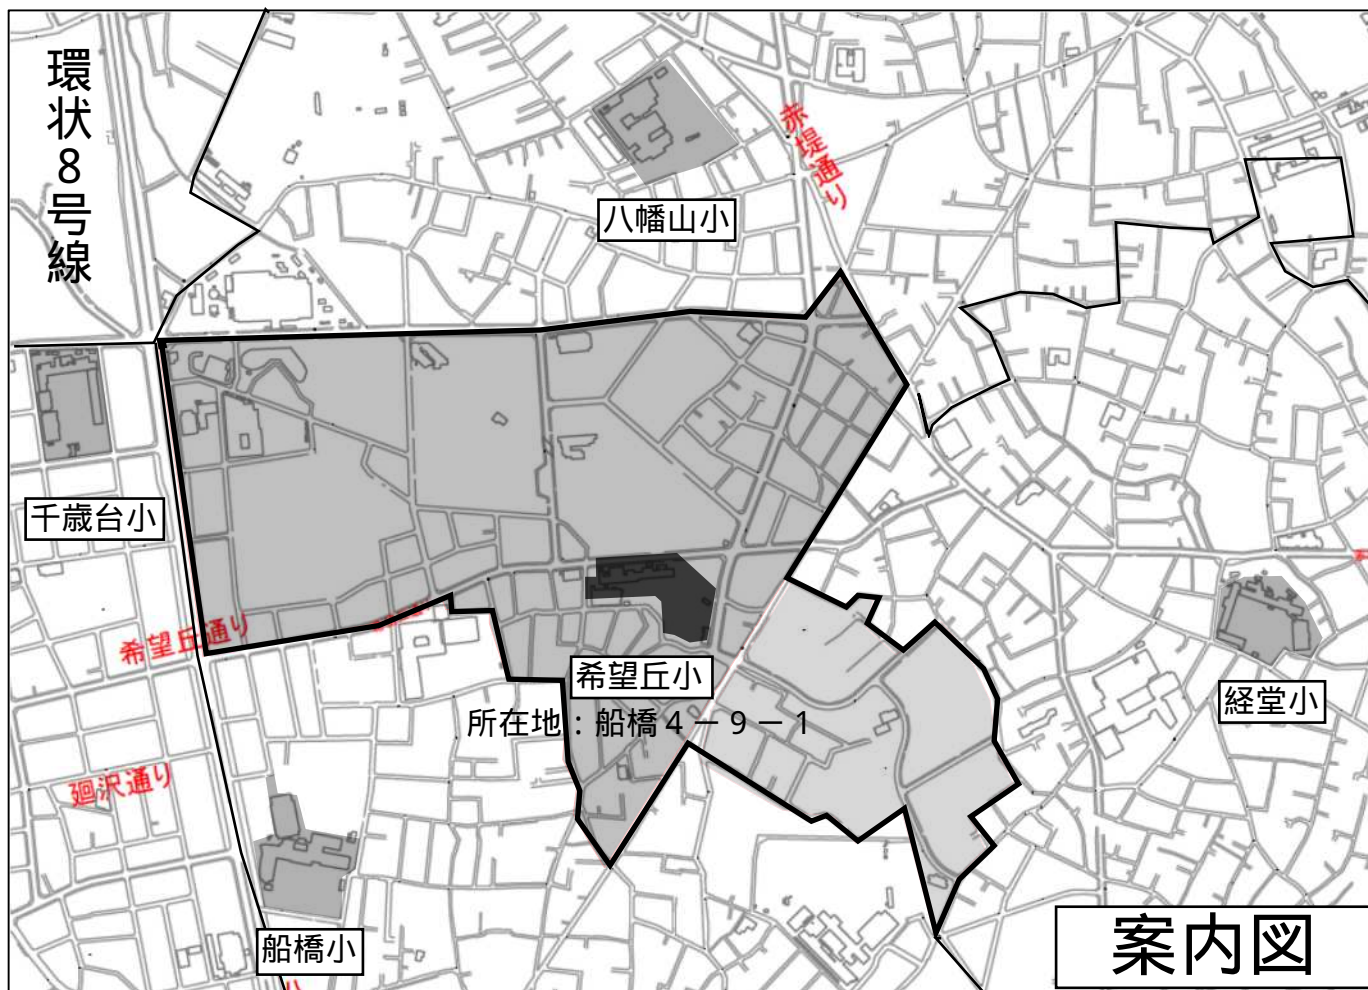 環状8号線
赤堤通り
八幡山小
千歳台小
希望丘通り
希望丘小
所在地：船橋4－9－1
経堂小
廻沢通り
船橋小
案内図